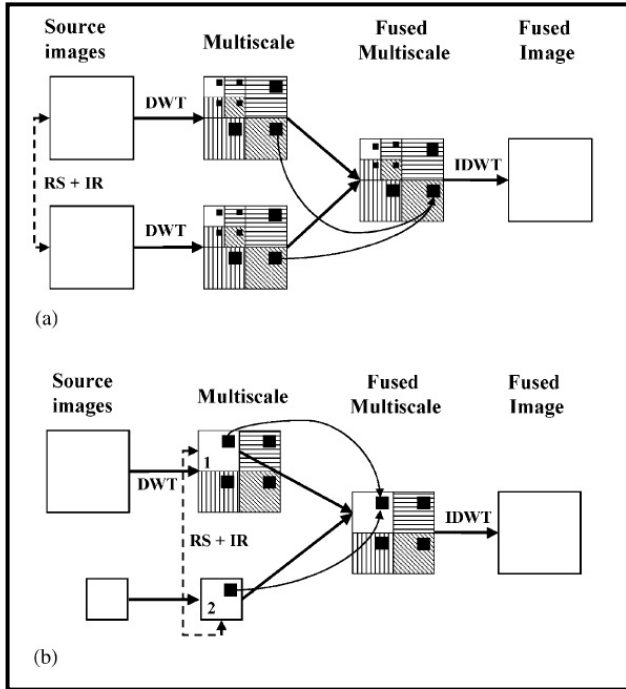 Source images
Multiscale
Fused Multiscale
Fused Image
DWT
IDWT
RS + IR
DWT
(a)
Source images
Multiscale
Fused Multiscale
Fused Image
1
DWT
IDWT
RS + IR
2
(b)